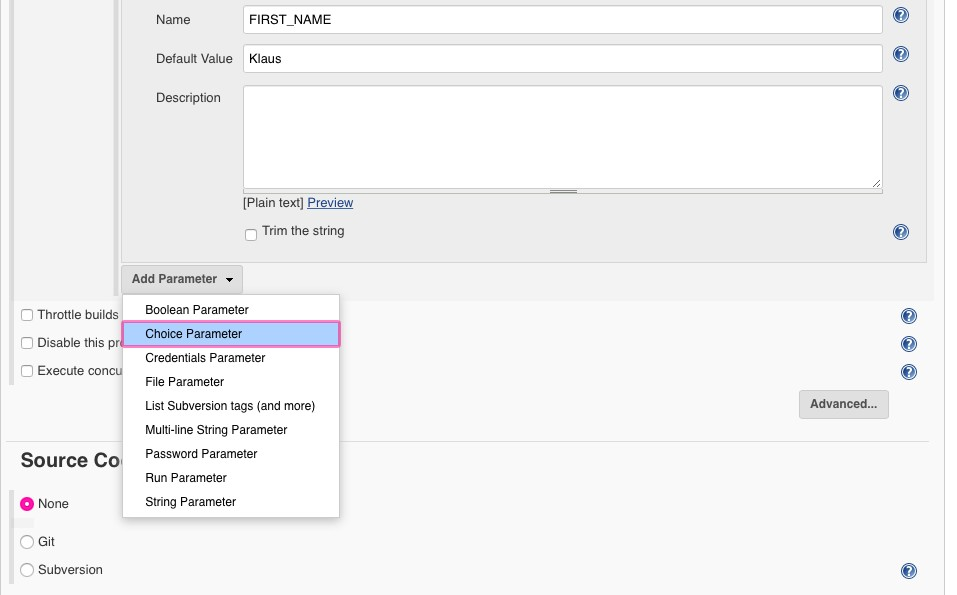 Name FIRST_NAME
Default Value Klaus
Description
[Plain text] Preview
Trim the string
Add Parameter
Boolean Parameter
Throttle builds
Choice Parameter
Disable this pr
Credentials Parameter
Execute concu
File Parameter
List Subversion tags (and more)
Advanced...
Multi-line String Parameter
Password Parameter
Source Co
Run Parameter
String Parameter
None
Git
Subversion